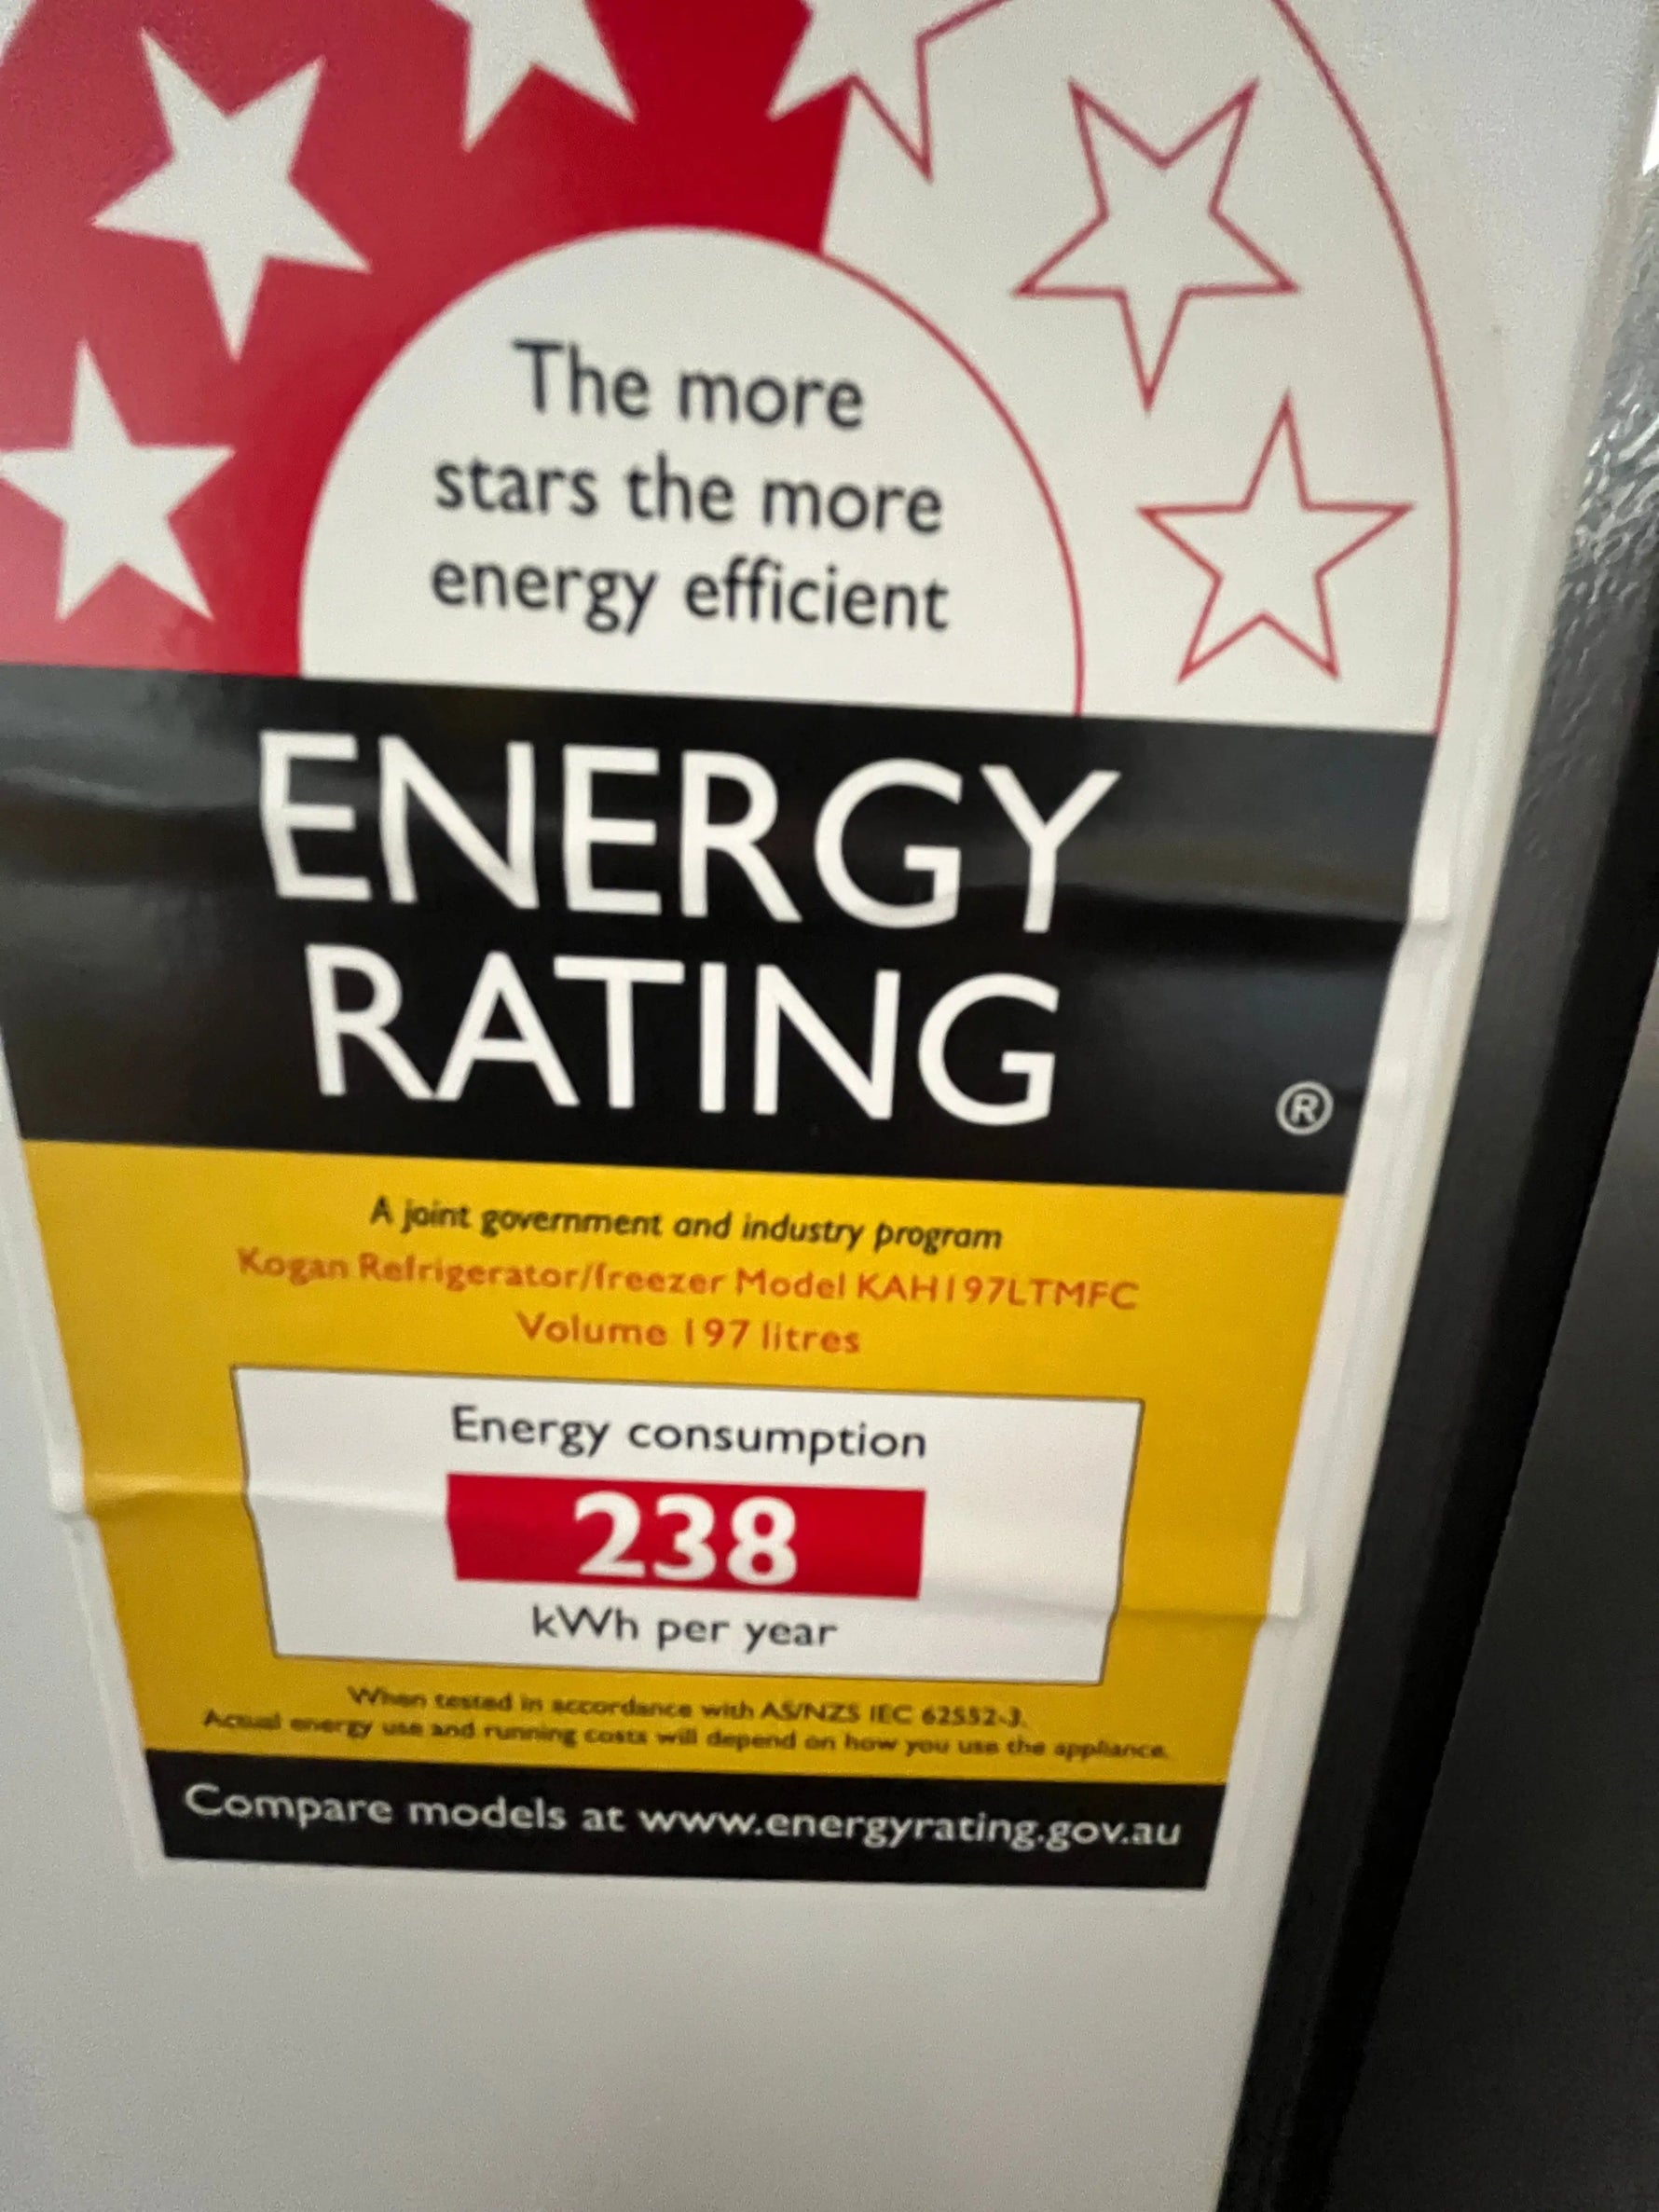 The more
stars the more
energy efficient
ENERGY
RATING
®
A joint government and industry program
Kogan Refrigerator/freezer Model KAH197LTMFC
Volume 197 litres
Energy consumption
238
kWh per year
When tested in accordance with AS/NZS IEC 62552-3.
Actual energy use and running costs will depend on how you use the appliance.
Compare models at www.energyrating.gov.au